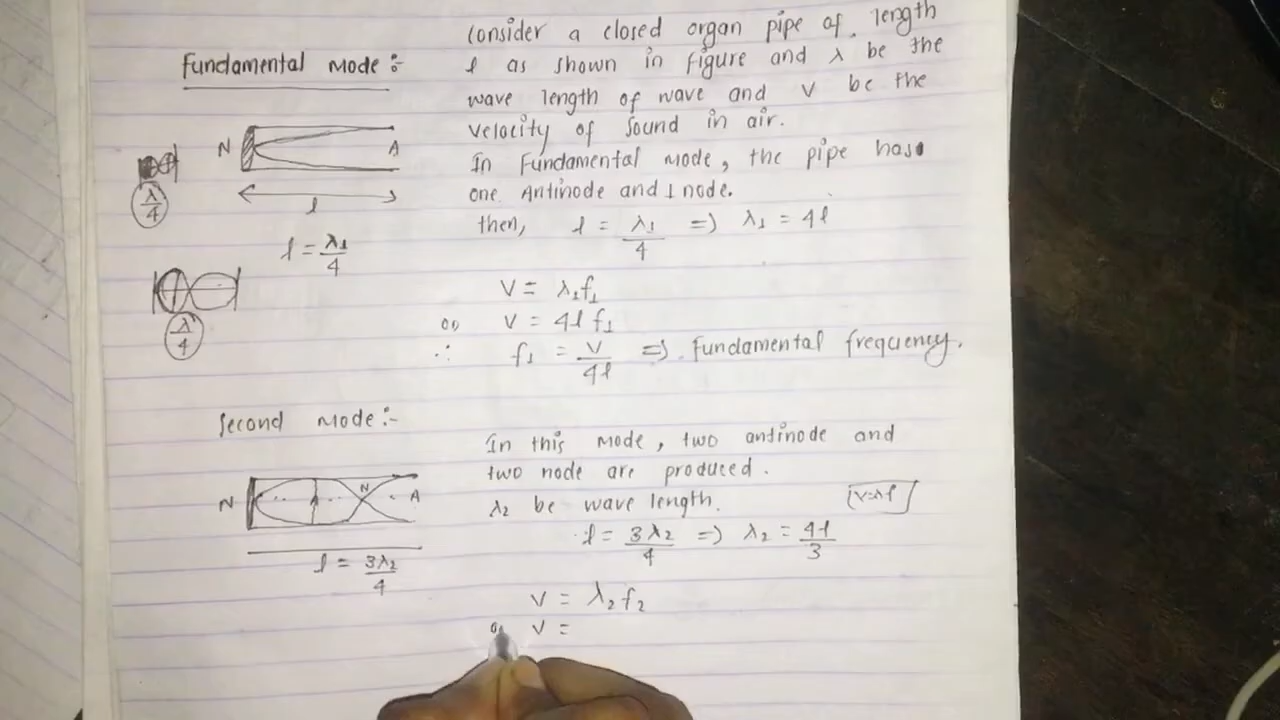 Fundamental Mode :-
consider a closed organ pipe of length
l as shown in figure and λ be the
wave length of wave and V be the
velocity of sound in air.
In Fundamental Mode, the pipe has
one Antinode and 1 node.
then, l = λ1/4 => λ1 = 4l
N A
l
λ/4
l = λ1/4
λ/4
V = λ1f1
or V = 4l f1
∴ f1 = V/4l => Fundamental frequency.
Second Mode :-
In this Mode, two antinode and
two node are produced.
λ2 be wave length.
V=λf
N A N A
l = 3λ2/4
l = 3λ2/4 => λ2 = 4l/3
V = λ2f2
V =